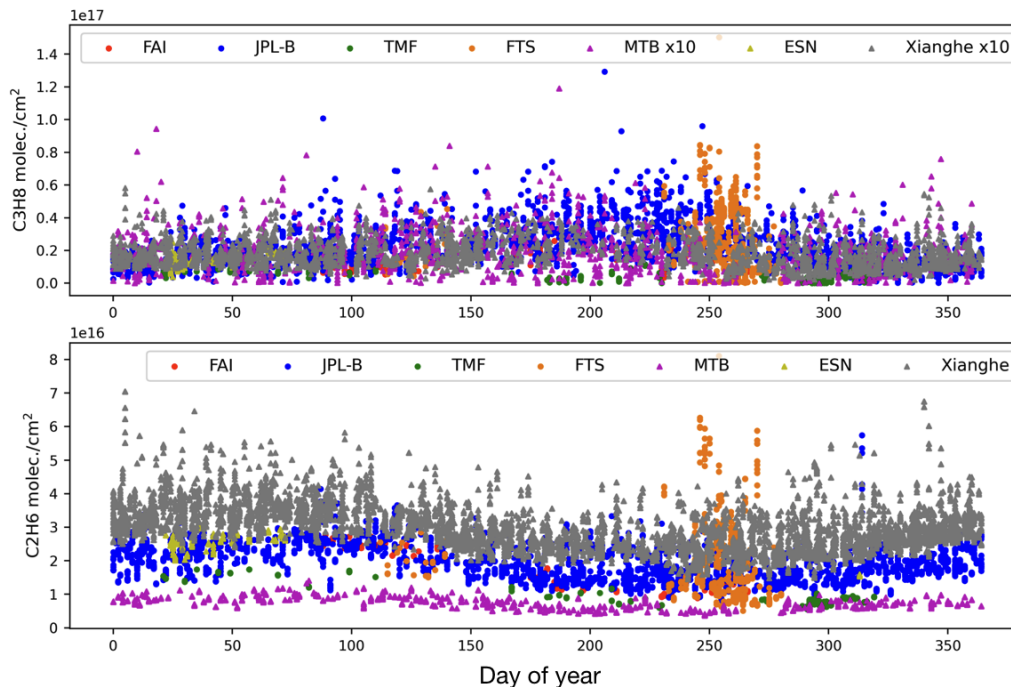 1e17
FAI JPL-B TMF FTS MTB x10 ESN Xianghe x10
C3H8 molec./cm²
1.4
1.2
1.0
0.8
0.6
0.4
0.2
0.0
0 50 100 150 200 250 300 350
1e16
FAI JPL-B TMF FTS MTB ESN Xianghe
C2H6 molec./cm²
8
7
6
5
4
3
2
1
0
0 50 100 150 200 250 300 350
Day of year